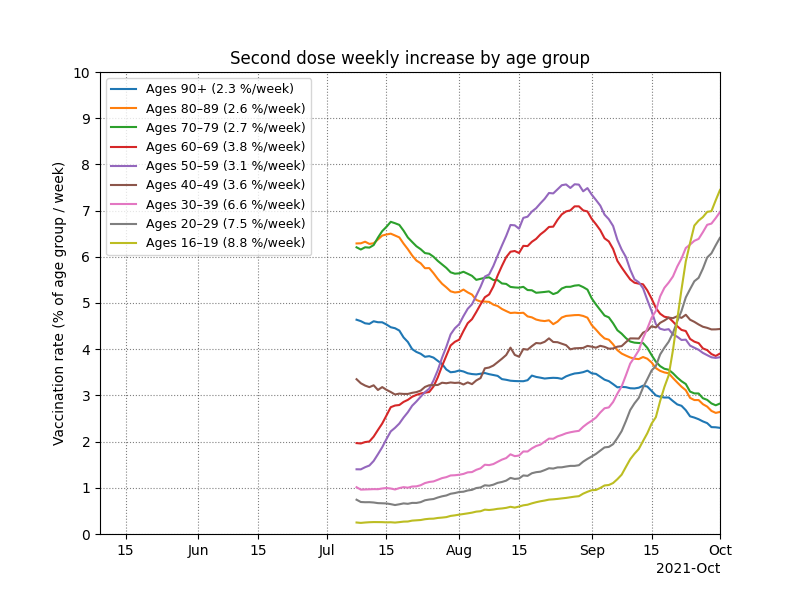 Second dose weekly increase by age group
Vaccination rate (% of age group / week)
10
9
8
7
6
5
4
3
2
1
0
Ages 90+ (2.3 %/week)
Ages 80–89 (2.6 %/week)
Ages 70–79 (2.7 %/week)
Ages 60–69 (3.8 %/week)
Ages 50–59 (3.1 %/week)
Ages 40–49 (3.6 %/week)
Ages 30–39 (6.6 %/week)
Ages 20–29 (7.5 %/week)
Ages 16–19 (8.8 %/week)
15 Jun 15 Jul 15 Aug 15 Sep 15 Oct
2021-Oct